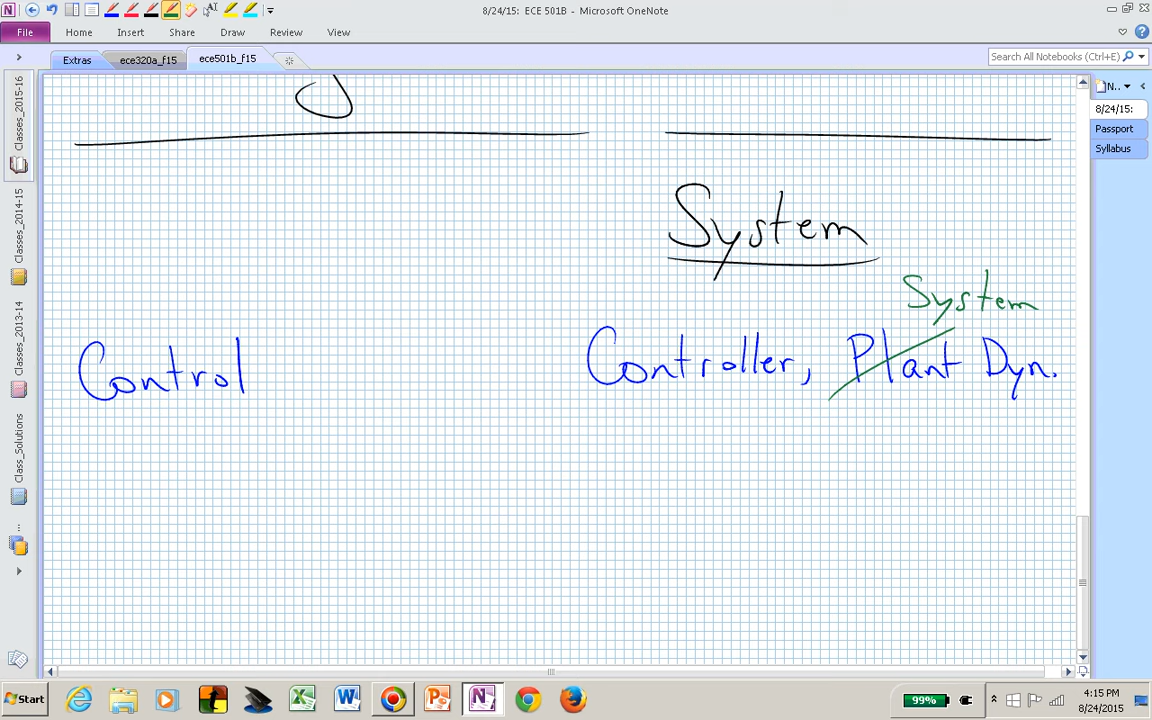 8/24/15: ECE 501B - Microsoft OneNote
File Home Insert Share Draw Review View
Extras ece320a_f15 ece501b_f15
Search All Notebooks (Ctrl+E)
N..
8/24/15:
Passport
Syllabus
Classes_2015-16
Classes_2014-15
Classes_2013-14
Class_Solutions
System
System
Control Controller, Plant Dyn.
Start
99%
4:15 PM
8/24/2015